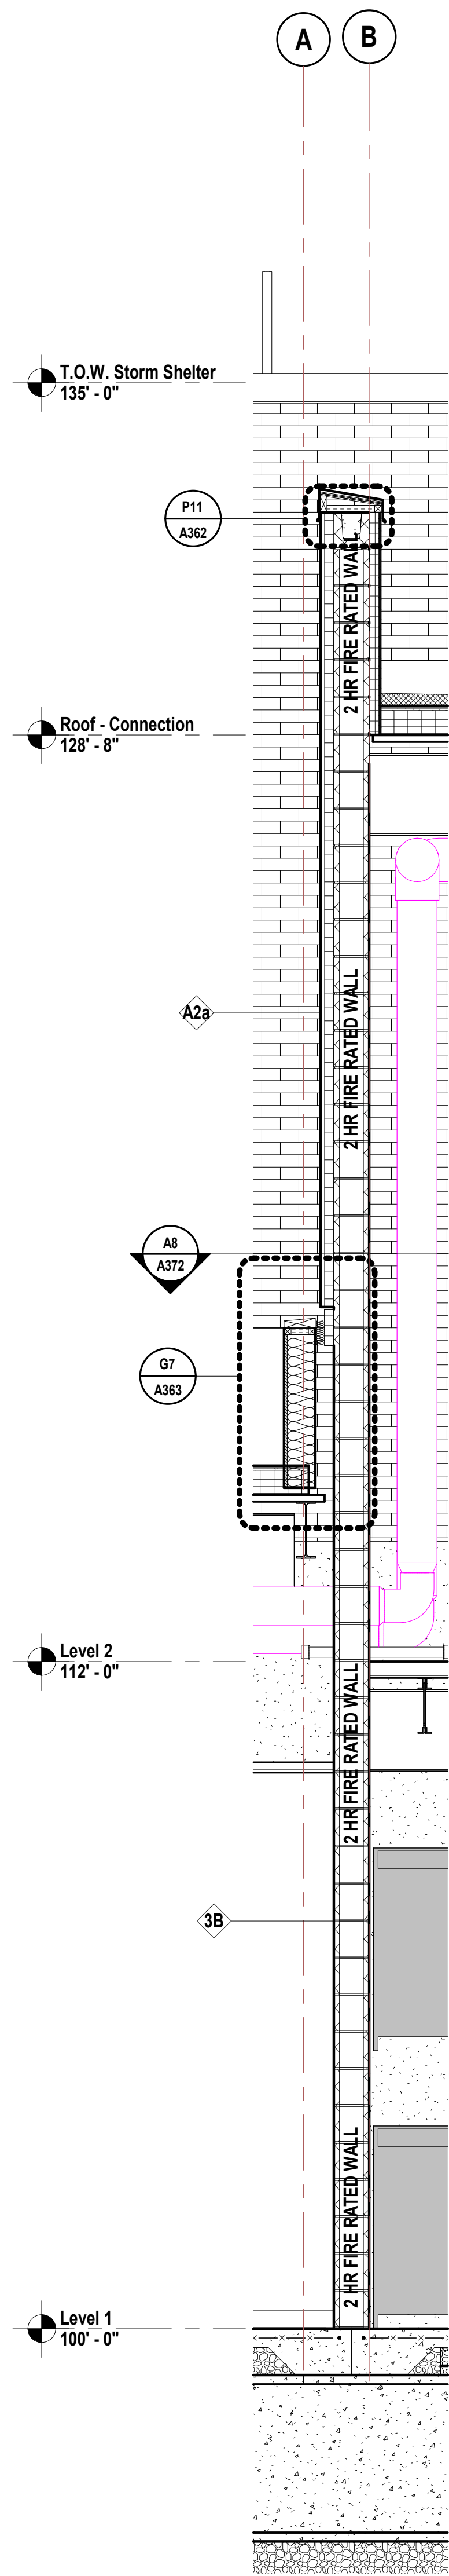 A
B
T.O.W. Storm Shelter
135' - 0"
P11
A362
2 HR FIRE RATED WALL
Roof - Connection
128' - 8"
2 HR FIRE RATED WALL
A2a
A8
A372
G7
A363
Level 2
112' - 0"
2 HR FIRE RATED WALL
3B
2 HR FIRE RATED WALL
Level 1
100' - 0"